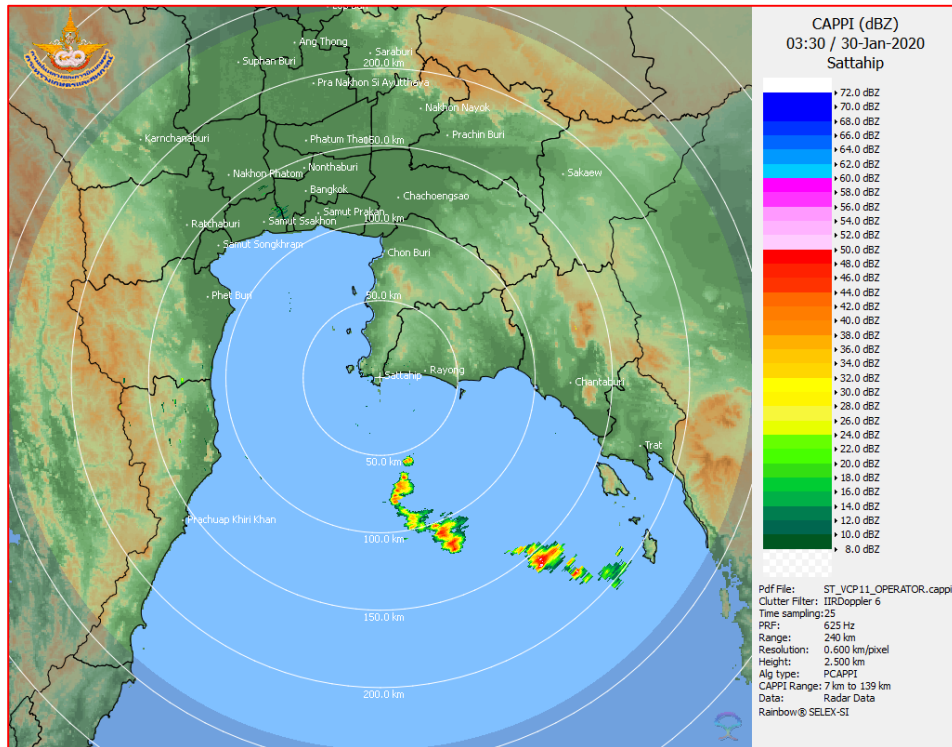 Ang Thong
Saraburi
Suphan Buri
200.0 km
Pra Nakhon Si Ayutthaya
Nakhon Nayok
Prachin Buri
Karnchanaburi
Phatum Than
50.0 km
Nonthaburi
Nakhon Phatom
Sakaew
Bangkok
Chachoengsao
Samut Prakan
Samut Ssakhon
100.0 km
Ratchaburi
Samut Songkhram
Chon Buri
Phet Buri
50.0 km
Sattahip
Rayong
Chantaburi
Trat
50.0 km
Prachuap Khiri Khan
100.0 km
150.0 km
200.0 km
CAPPI (dBZ)
03:30 / 30-Jan-2020
Sattahip
72.0 dBZ
70.0 dBZ
68.0 dBZ
66.0 dBZ
64.0 dBZ
62.0 dBZ
60.0 dBZ
58.0 dBZ
56.0 dBZ
54.0 dBZ
52.0 dBZ
50.0 dBZ
48.0 dBZ
46.0 dBZ
44.0 dBZ
42.0 dBZ
40.0 dBZ
38.0 dBZ
36.0 dBZ
34.0 dBZ
32.0 dBZ
30.0 dBZ
28.0 dBZ
26.0 dBZ
24.0 dBZ
22.0 dBZ
20.0 dBZ
18.0 dBZ
16.0 dBZ
14.0 dBZ
12.0 dBZ
10.0 dBZ
8.0 dBZ
Pdf File: ST_VCP11_OPERATOR.cappi
Clutter Filter: IIRDoppler 6
Time sampling:25
PRF: 625 Hz
Range: 240 km
Resolution: 0.600 km/pixel
Height: 2.500 km
Alg type: PCAPPI
CAPPI Range: 7 km to 139 km
Data: Radar Data
Rainbow® SELEX-SI